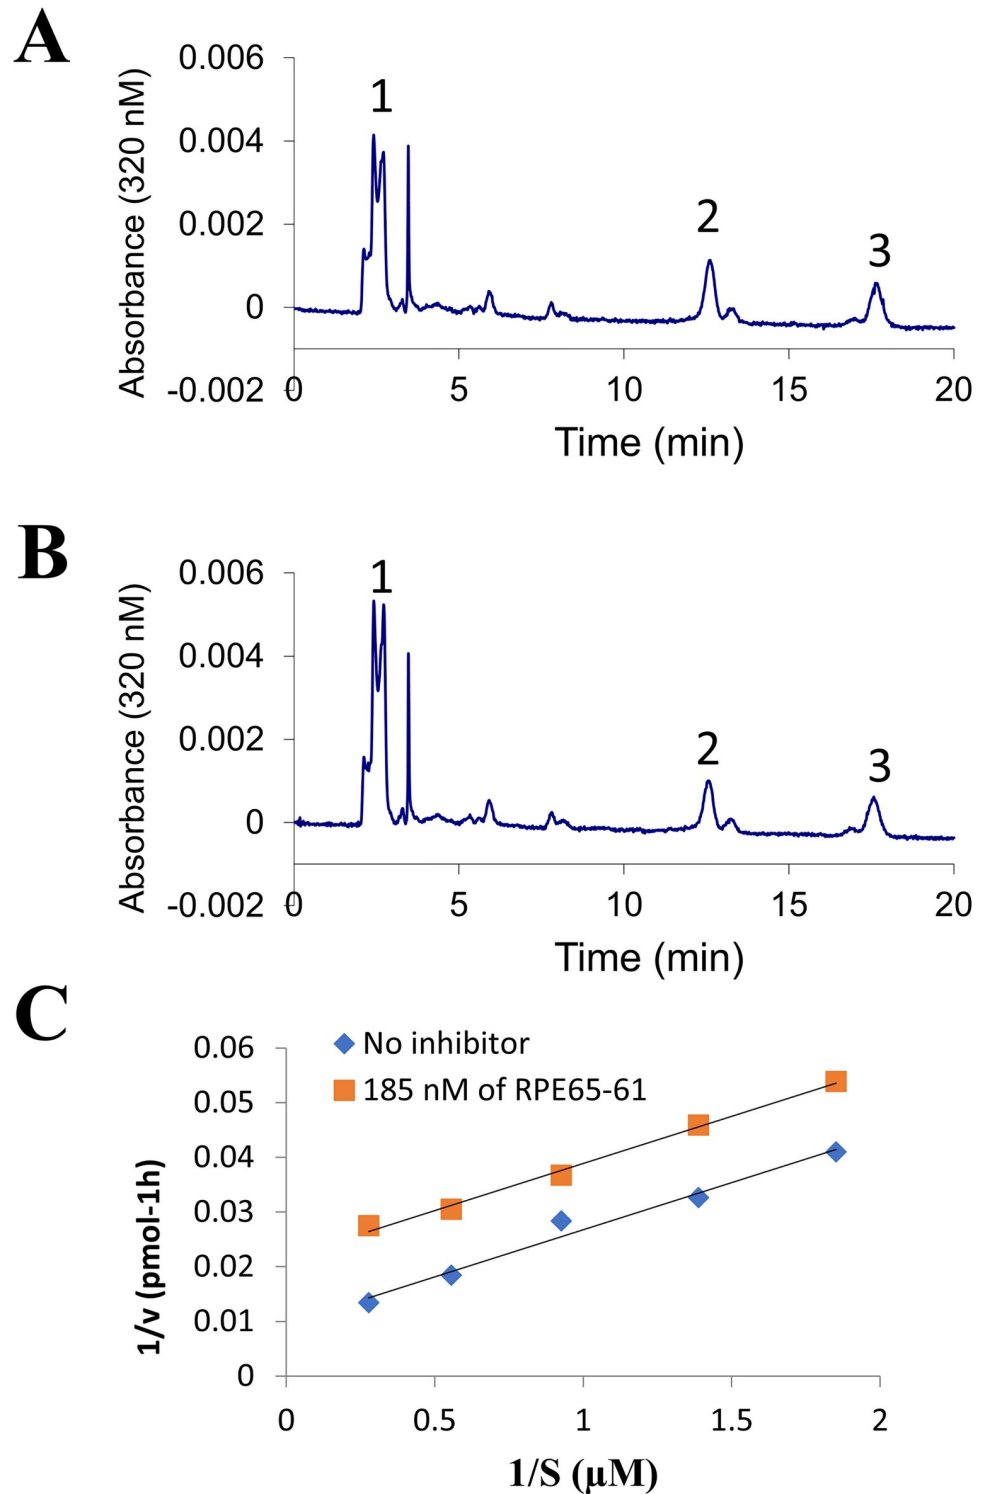 A
Absorbance (320 nM)
0.006
0.004
0.002
0
-0.002
1
2
3
0 5 10 15 20
Time (min)
B
Absorbance (320 nM)
0.006
0.004
0.002
0
-0.002
1
2
3
0 5 10 15 20
Time (min)
C
1/v (pmol-1h)
0.06
0.05
0.04
0.03
0.02
0.01
0
No inhibitor
185 nM of RPE65-61
0 0.5 1 1.5 2
1/S (μM)